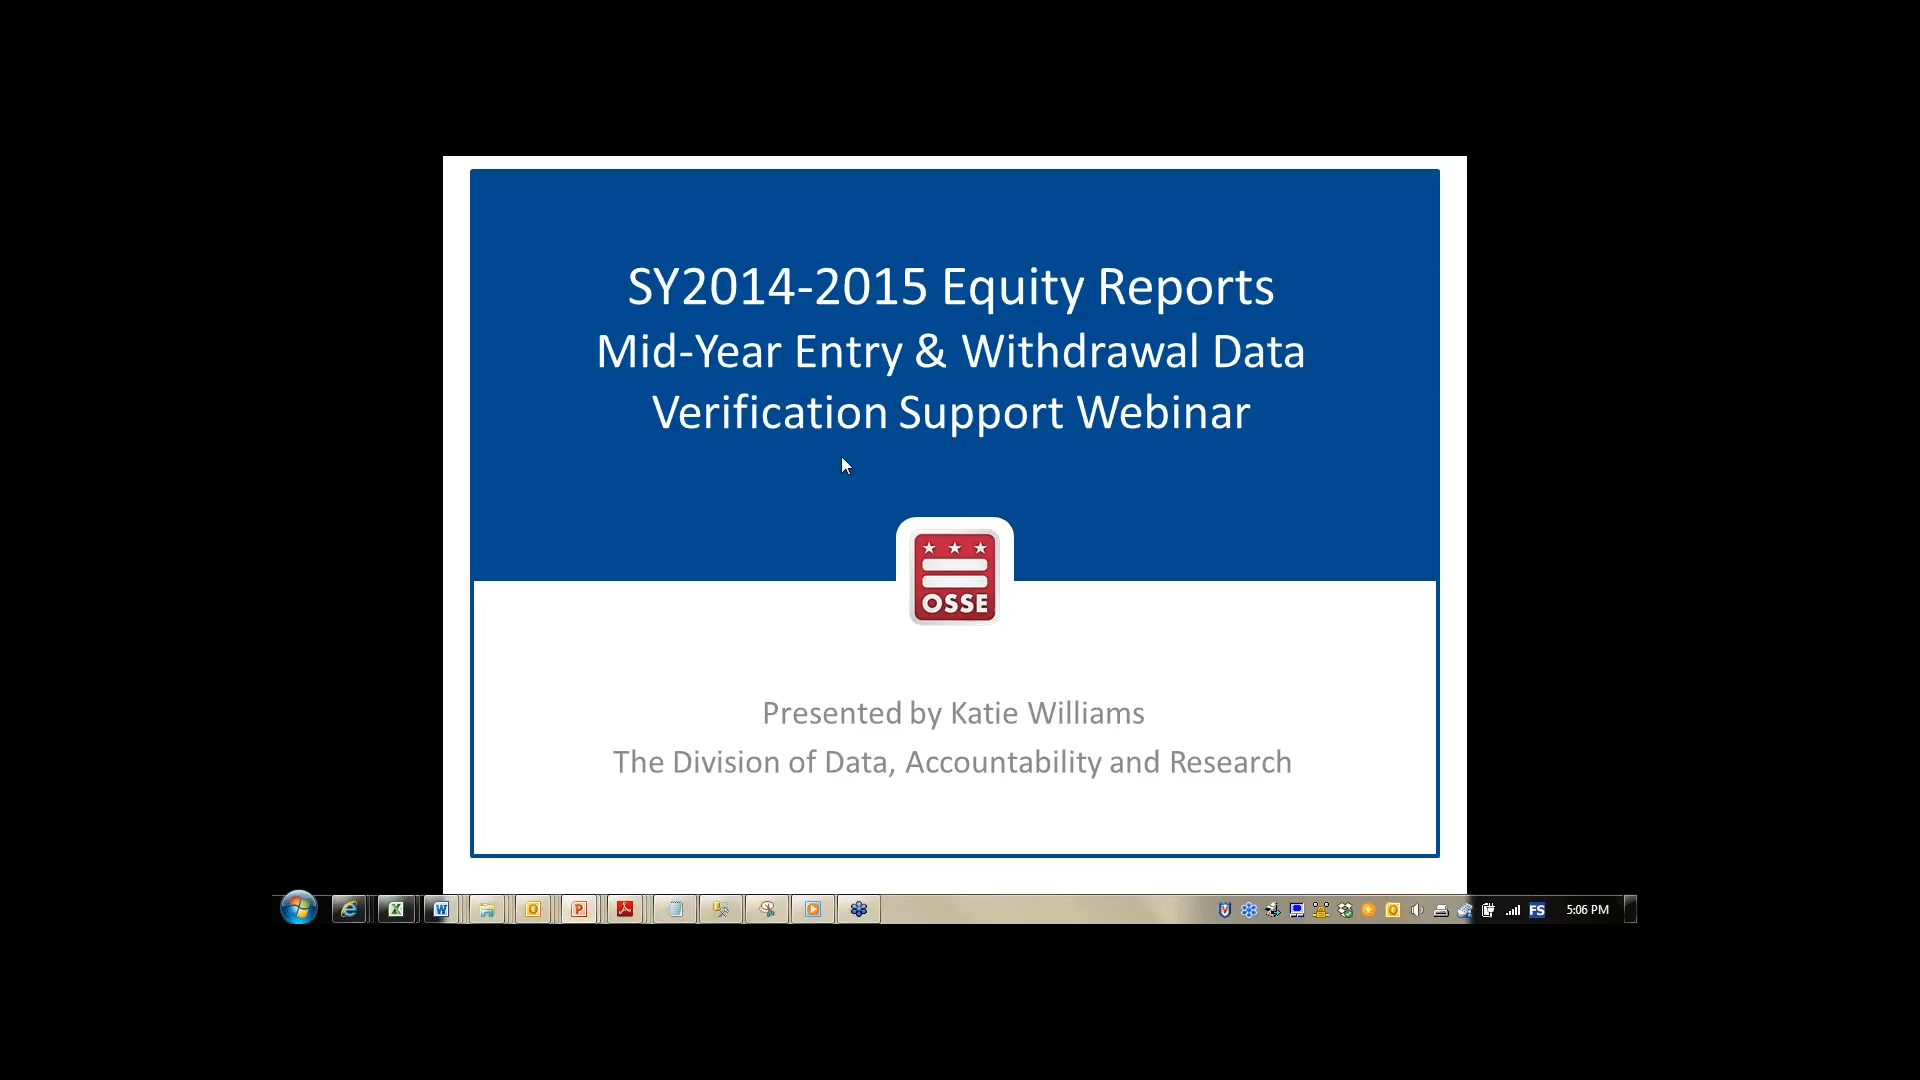 SY2014-2015 Equity Reports
Mid-Year Entry & Withdrawal Data
Verification Support Webinar
OSSE
Presented by Katie Williams
The Division of Data, Accountability and Research
FS
5:06 PM